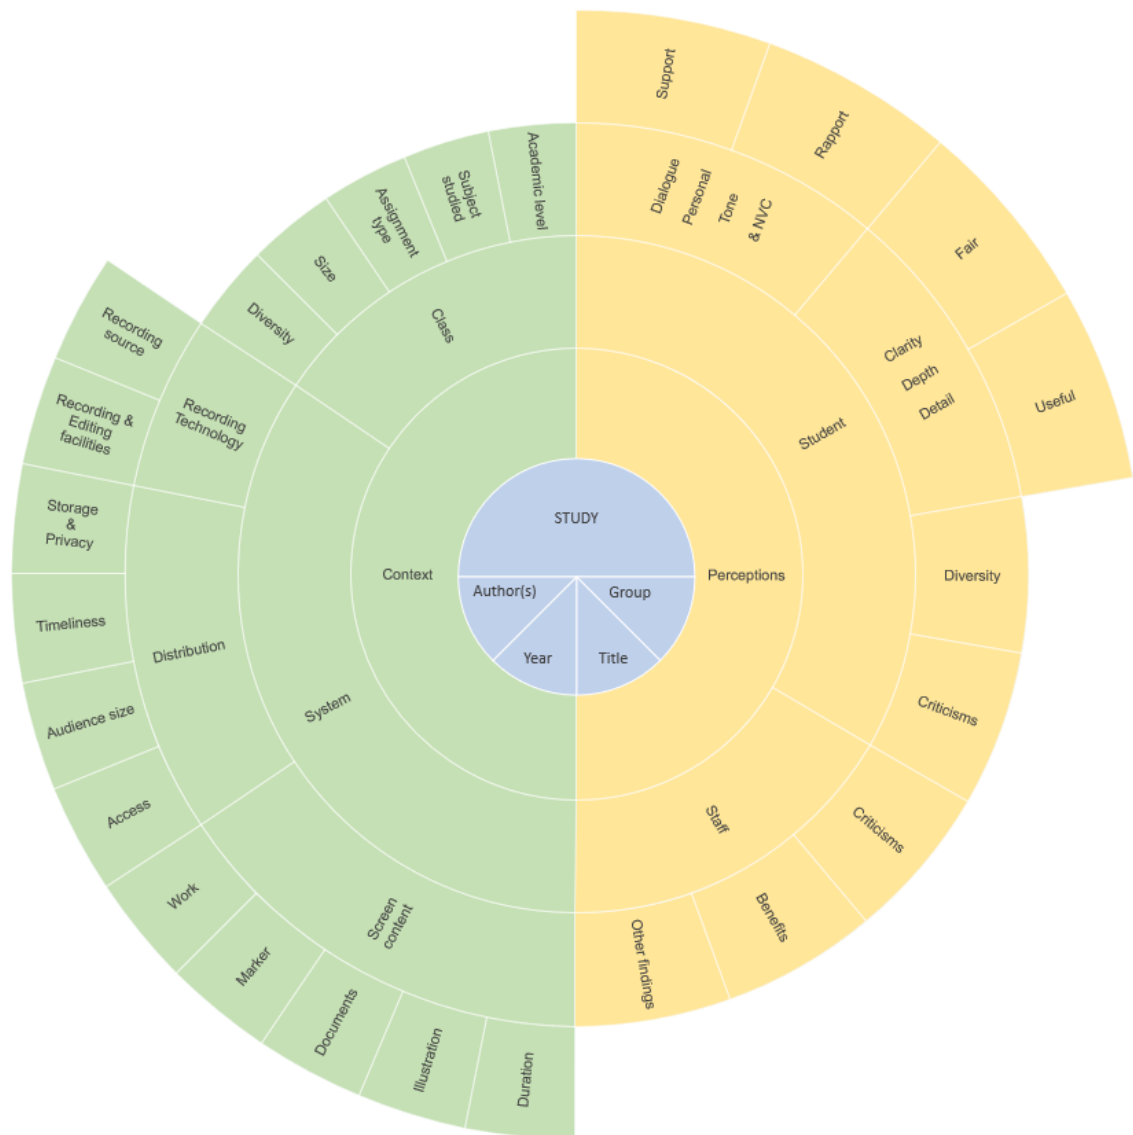 STUDY
Author(s)
Year
Title
Group
Perceptions
Student
Dialogue
Personal
Tone
& NVC
Support
Rapport
Clarity
Depth
Detail
Fair
Useful
Diversity
Criticisms
Staff
Criticisms
Benefits
Other findings
Context
System
Screen
content
Duration
Illustration
Documents
Marker
Work
Distribution
Access
Audience size
Timeliness
Storage
&
Privacy
Recording
Technology
Recording &
Editing
facilities
Recording
source
Class
Diversity
Size
Assignment
type
Subject
studied
Academic level